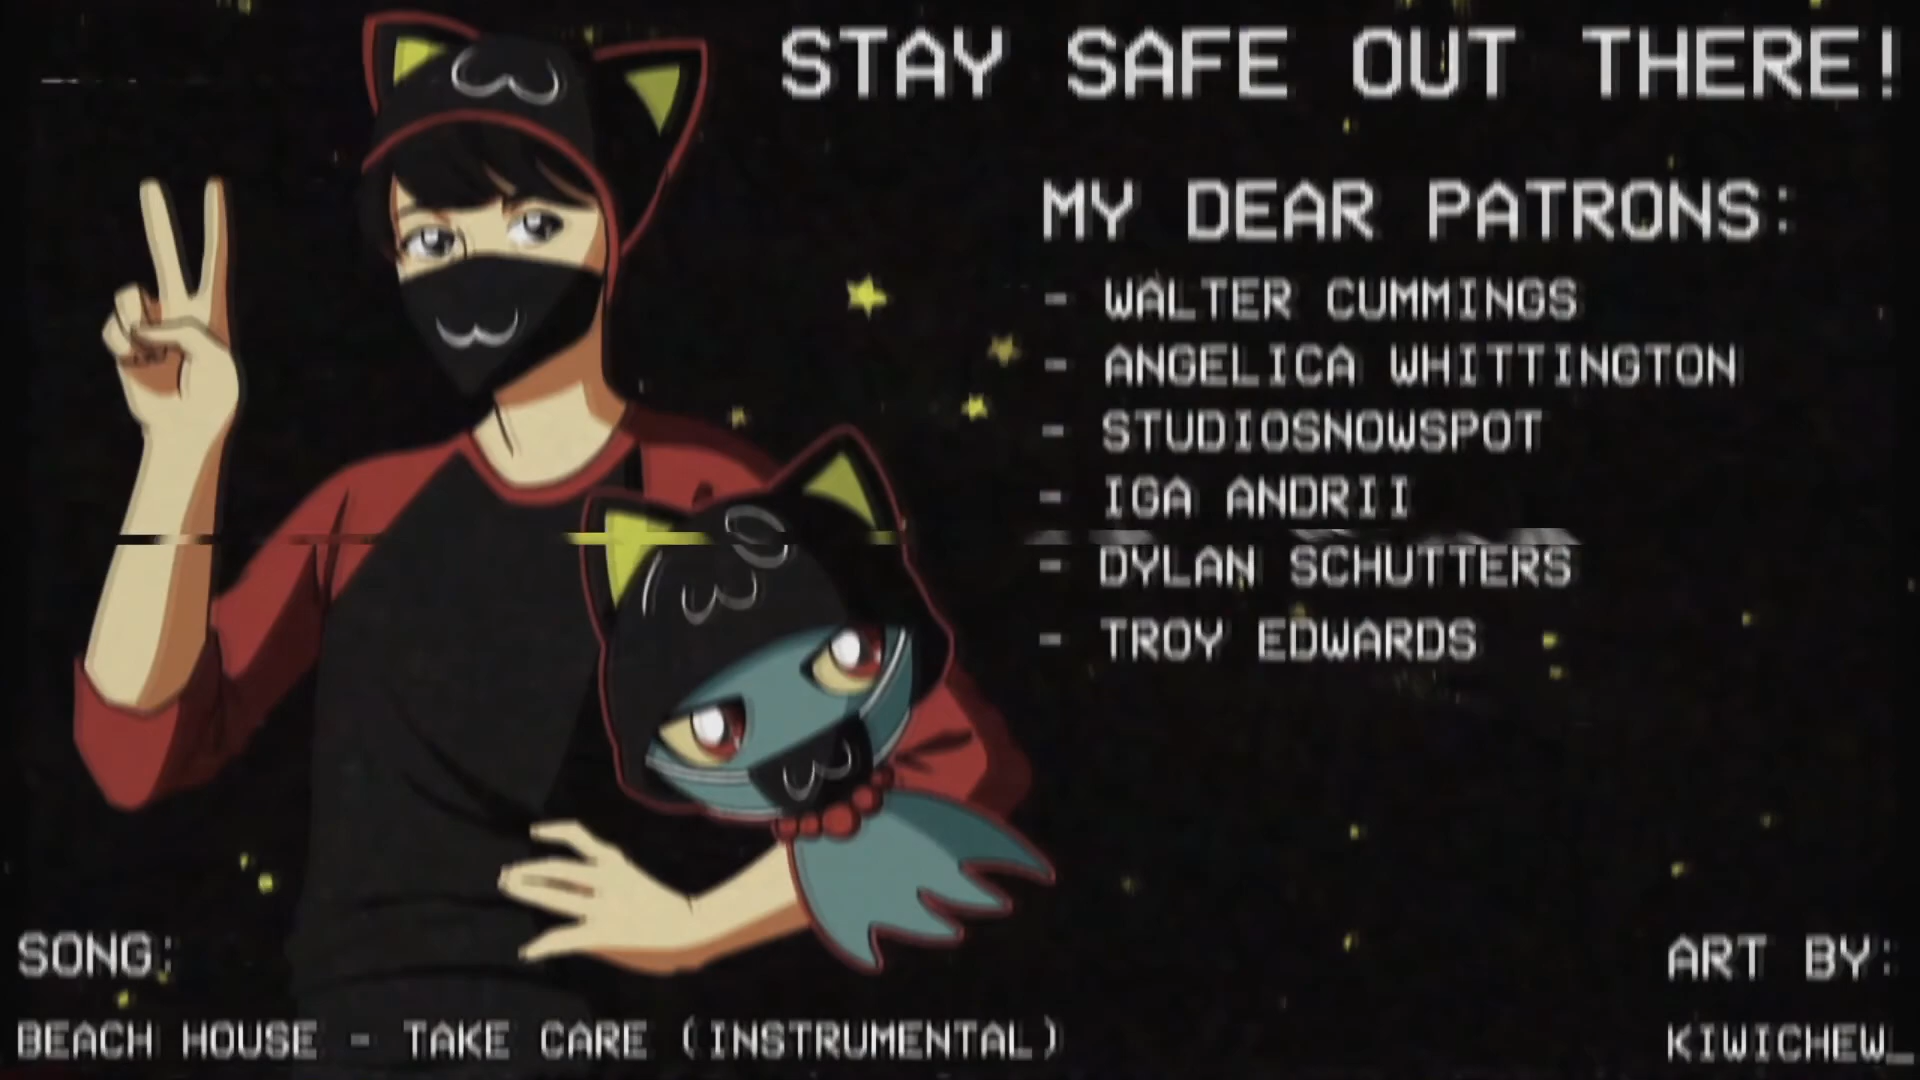 STAY SAFE OUT THERE!
MY DEAR PATRONS:
- WALTER CUMMINGS
- ANGELICA WHITTINGTON
- STUDIOSNOWSPOT
- IGA ANDRII
- DYLAN SCHUTTERS
- TROY EDWARDS
SONG:
BEACH HOUSE - TAKE CARE (INSTRUMENTAL)
ART BY:
KIWICHEW_